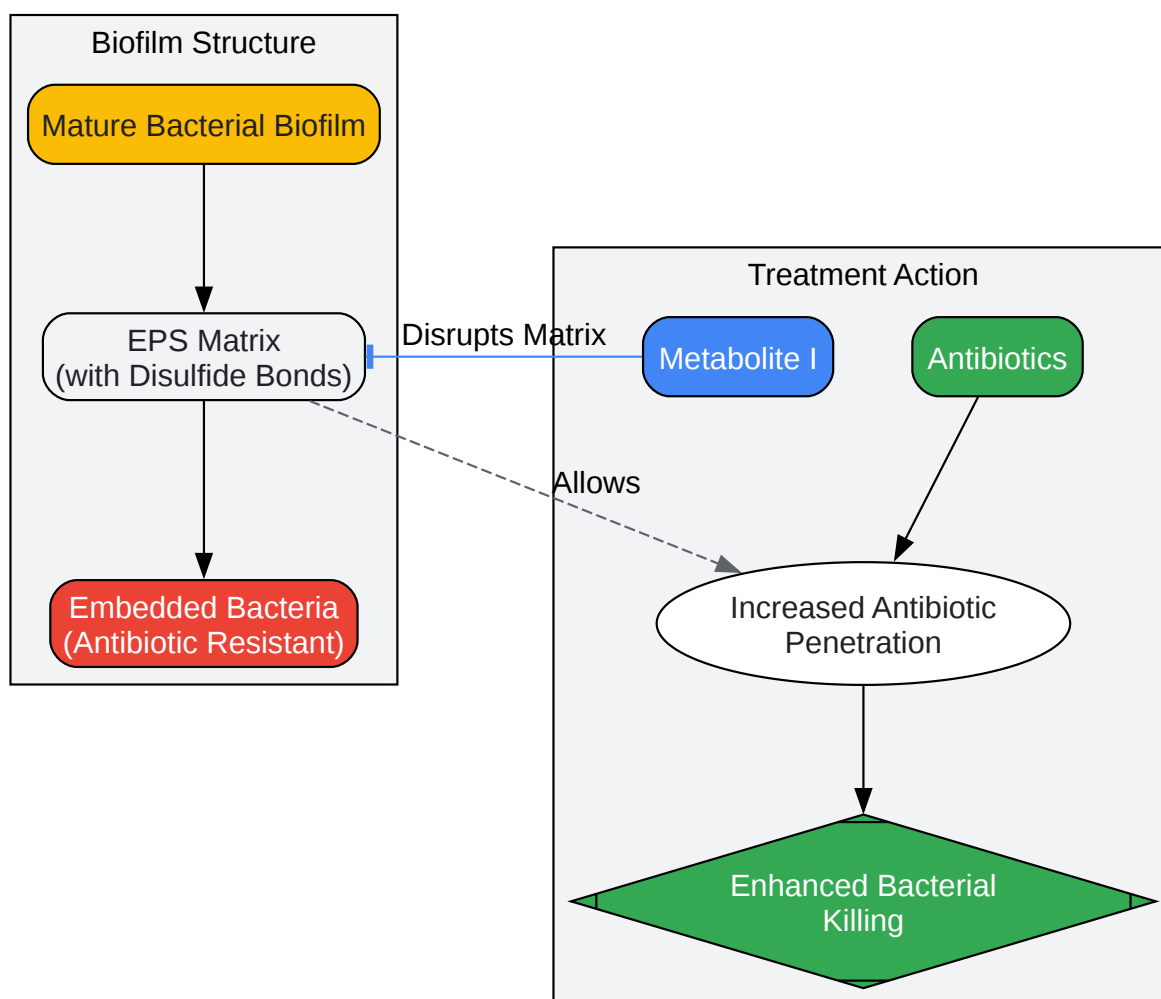 Biofilm Structure
Mature Bacterial Biofilm
EPS Matrix
(with Disulfide Bonds)
Embedded Bacteria
(Antibiotic Resistant)
Disrupts Matrix
Allows
Treatment Action
Metabolite I
Antibiotics
Increased Antibiotic
Penetration
Enhanced Bacterial
Killing